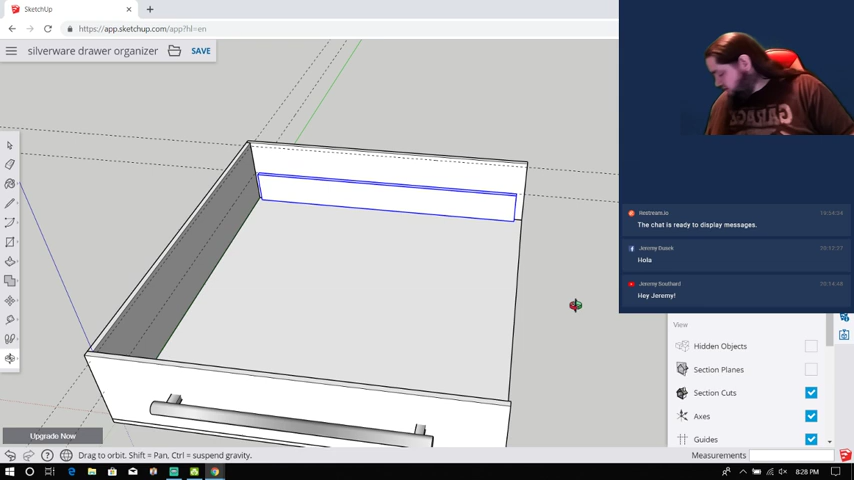 SketchUp
https://app.sketchup.com/app?hl=en
silverware drawer organizer
SAVE
GARAGE
Restream.io
The chat is ready to display messages.
Jeremy Dusek
Hola
Jeremy Southard
Hey Jeremy!
View
Hidden Objects
Section Planes
Section Cuts
Axes
Guides
Upgrade Now
Drag to orbit. Shift = Pan, Ctrl = suspend gravity.
Measurements
8:28 PM